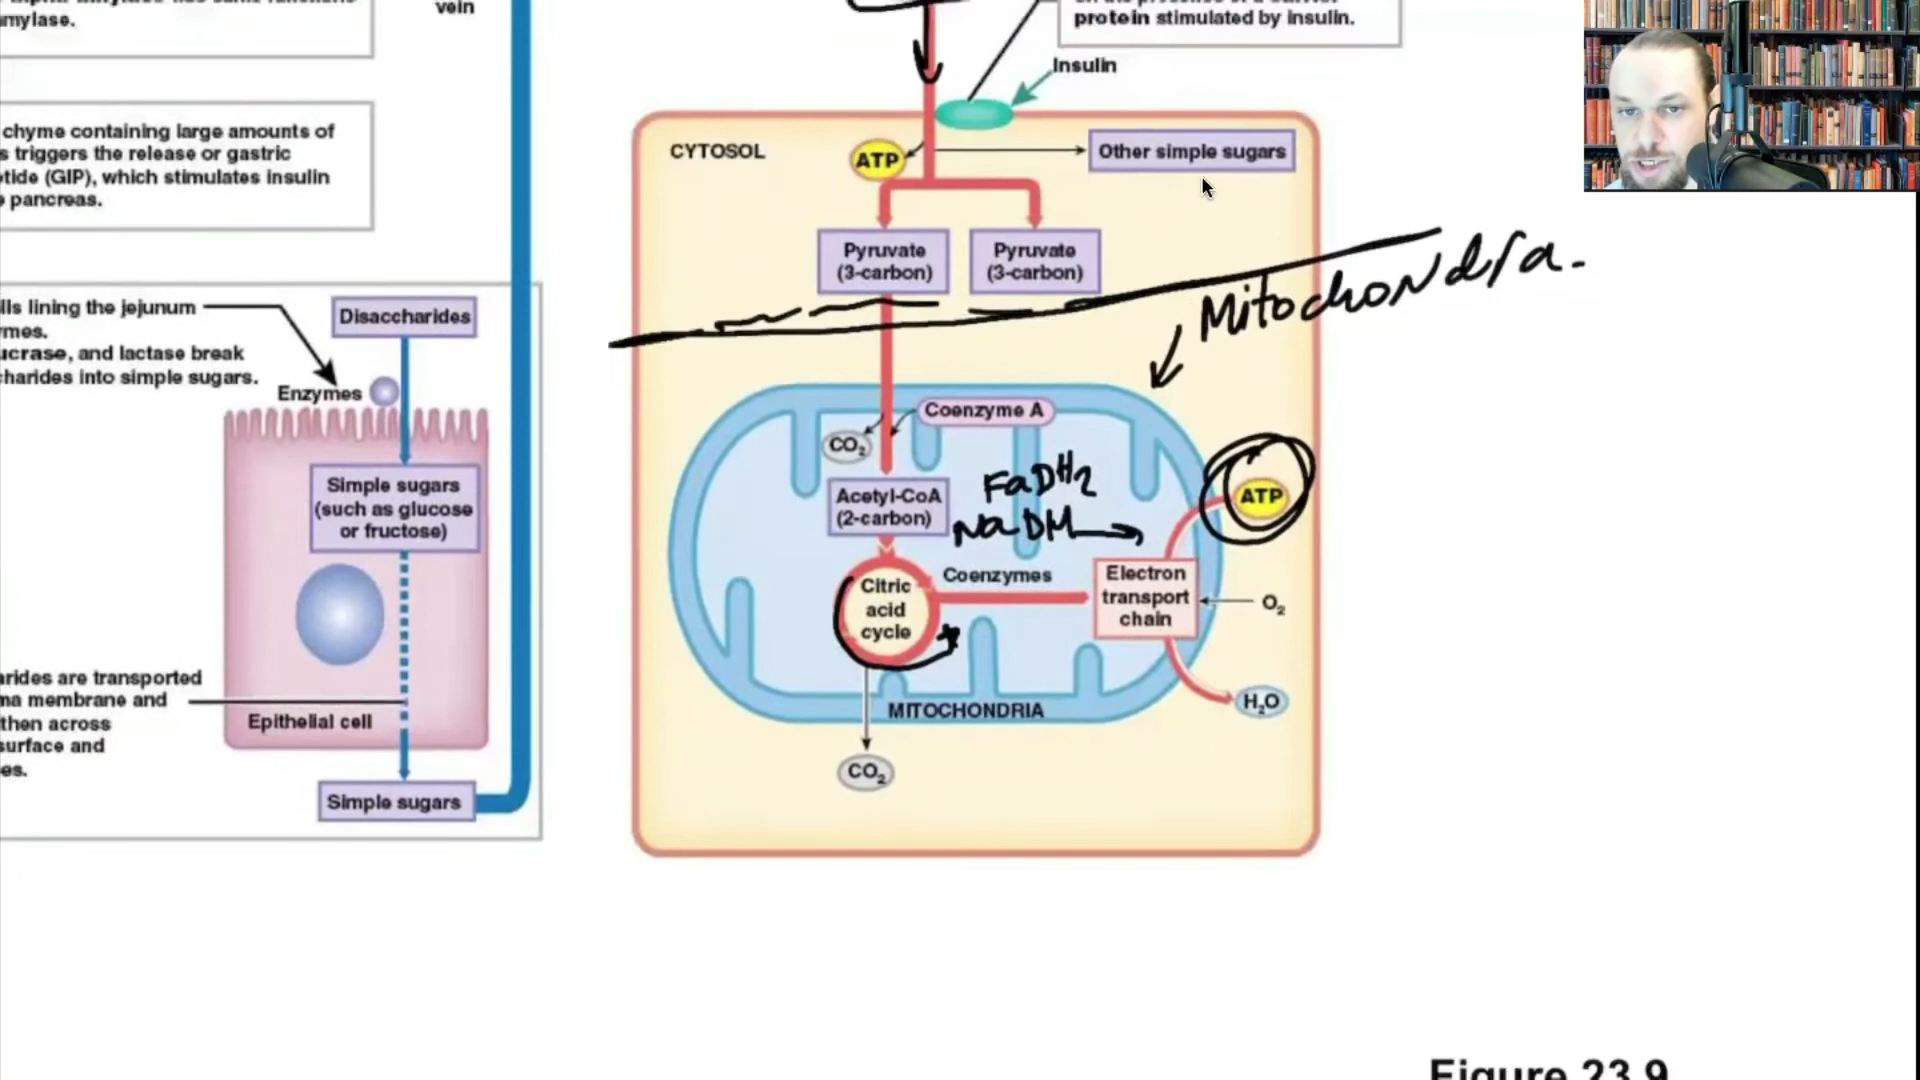 amylase.
vein
chyme containing large amounts of
s triggers the release or gastric
tide (GIP), which stimulates insulin
pancreas.
lls lining the jejunum
mes.
ucrase, and lactase break
charides into simple sugars.
Disaccharides
Enzymes
Simple sugars
(such as glucose
or fructose)
arides are transported
ma membrane and
then across
surface and
es.
Epithelial cell
Simple sugars
protein stimulated by insulin.
Insulin
CYTOSOL
ATP
Other simple sugars
Pyruvate
(3-carbon)
Pyruvate
(3-carbon)
Mitochondria.
Coenzyme A
CO2
Acetyl-CoA
(2-carbon)
FaDH2
NaDH
ATP
Citric
acid
cycle
Coenzymes
Electron
transport
chain
O2
H2O
MITOCHONDRIA
CO2
Figure 23.9